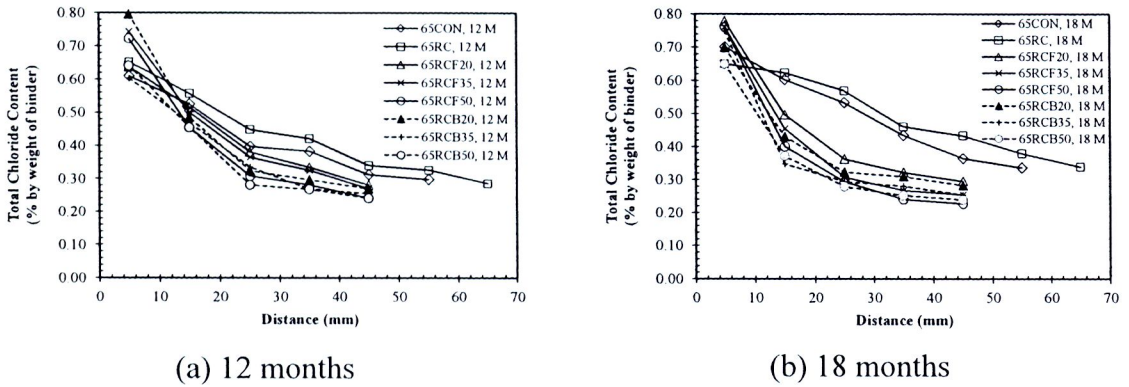 0.80
0.70
0.60
0.50
0.40
0.30
0.20
0.10
0.00
Total Chloride Content
(% by weight of binder)
65CON, 12 M
65RC, 12 M
65RCF20, 12 M
65RCF35, 12 M
65RCF50, 12 M
65RCB20, 12 M
65RCB35, 12 M
65RCB50, 12 M
0 10 20 30 40 50 60 70
Distance (mm)
(a) 12 months
0.80
0.70
0.60
0.50
0.40
0.30
0.20
0.10
0.00
Total Chloride Content
(% by weight of binder)
65CON, 18 M
65RC, 18 M
65RCF20, 18 M
65RCF35, 18 M
65RCF50, 18 M
65RCB20, 18 M
65RCB35, 18 M
65RCB50, 18 M
0 10 20 30 40 50 60 70
Distance (mm)
(b) 18 months